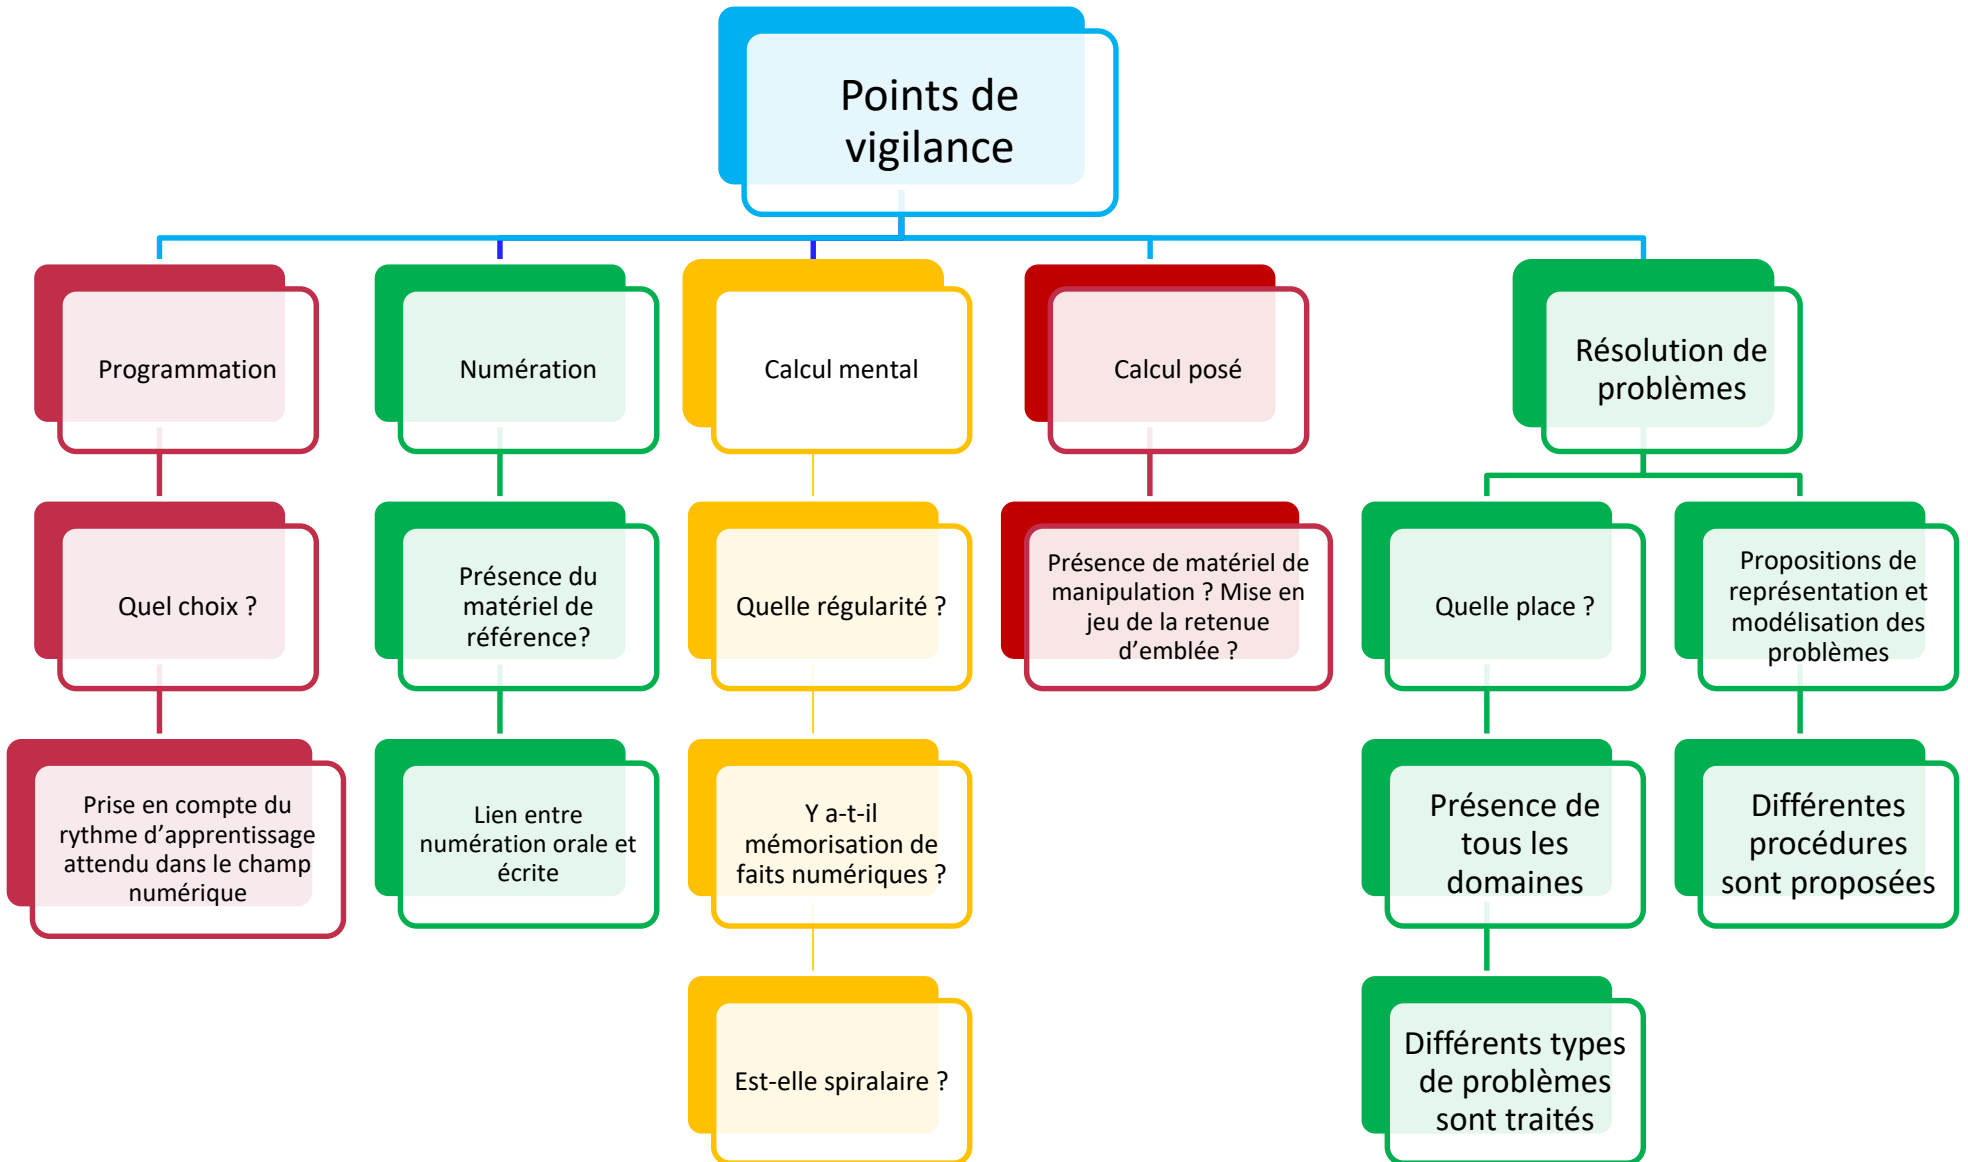 Points de
vigilance
Programmation
Numération
Calcul mental
Calcul posé
Résolution de
problèmes
Quel choix ?
Présence du
matériel de
référence?
Quelle régularité ?
Présence de matériel de
manipulation ? Mise en
jeu de la retenue
d’emblée ?
Quelle place ?
Propositions de
représentation et
modélisation des
problèmes
Prise en compte du
rythme d’apprentissage
attendu dans le champ
numérique
Lien entre
numération orale et
écrite
Y a-t-il
mémorisation de
faits numériques ?
Présence de
tous les
domaines
Différentes
procédures
sont proposées
Est-elle spiralaire ?
Différents types
de problèmes
sont traités